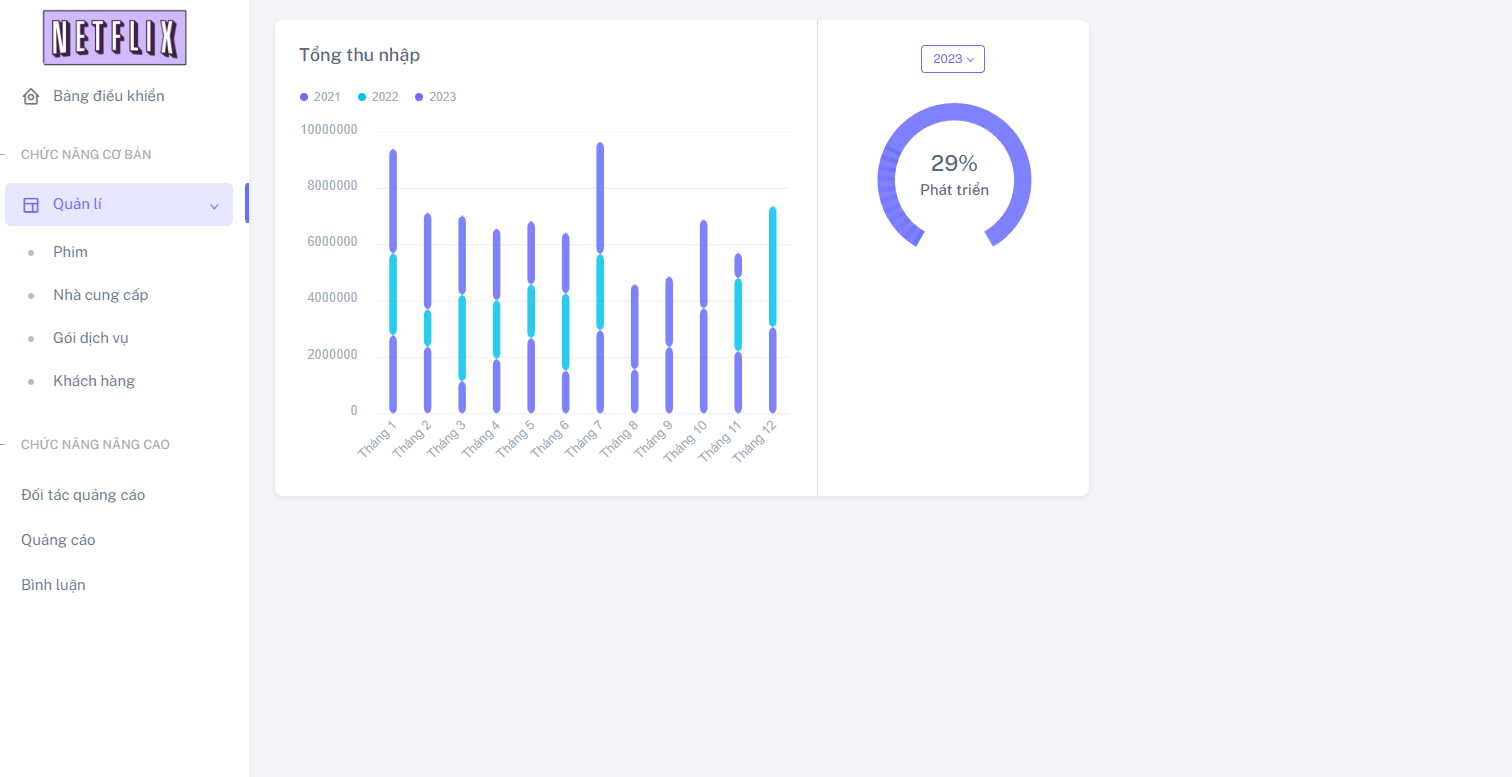 NETFLIX
Bảng điều khiển
CHỨC NĂNG CƠ BẢN
Quản lí
Phim
Nhà cung cấp
Gói dịch vụ
Khách hàng
CHỨC NĂNG NÂNG CAO
Đối tác quảng cáo
Quảng cáo
Bình luận
Tổng thu nhập
2021 2022 2023
10000000
8000000
6000000
4000000
2000000
0
Tháng 1
Tháng 2
Tháng 3
Tháng 4
Tháng 5
Tháng 6
Tháng 7
Tháng 8
Tháng 9
Tháng 10
Tháng 11
Tháng 12
2023
29%
Phát triển